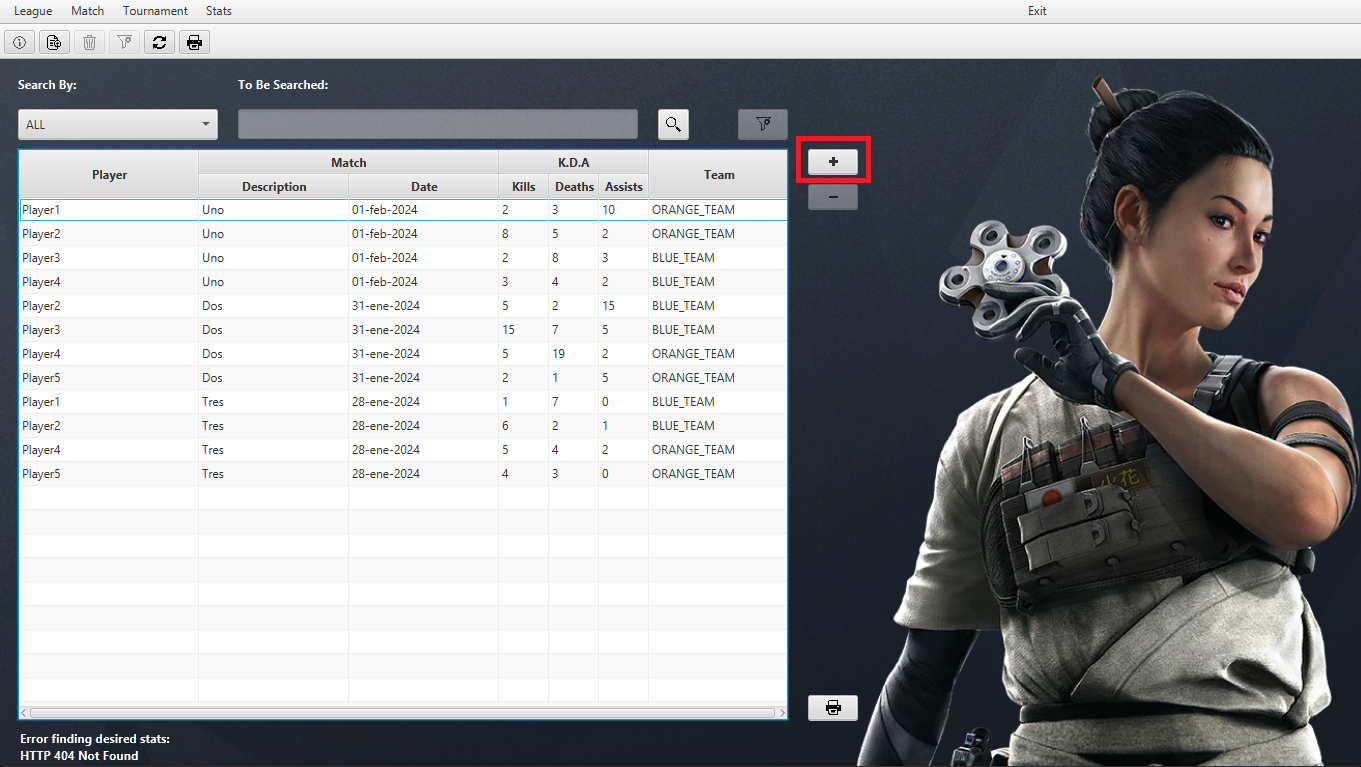 League Match Tournament Stats Exit
Search By: To Be Searched:
ALL
Player Match K.D.A Team
Description Date Kills Deaths Assists
Player1 Uno 01-feb-2024 2 3 10 ORANGE_TEAM
Player2 Uno 01-feb-2024 8 5 2 ORANGE_TEAM
Player3 Uno 01-feb-2024 2 8 3 BLUE_TEAM
Player4 Uno 01-feb-2024 3 4 2 BLUE_TEAM
Player2 Dos 31-ene-2024 5 2 15 BLUE_TEAM
Player3 Dos 31-ene-2024 15 7 5 BLUE_TEAM
Player4 Dos 31-ene-2024 5 19 2 ORANGE_TEAM
Player5 Dos 31-ene-2024 2 1 5 ORANGE_TEAM
Player1 Tres 28-ene-2024 1 7 0 BLUE_TEAM
Player2 Tres 28-ene-2024 6 2 1 BLUE_TEAM
Player4 Tres 28-ene-2024 5 4 2 ORANGE_TEAM
Player5 Tres 28-ene-2024 4 3 0 ORANGE_TEAM
火花
Error finding desired stats:
HTTP 404 Not Found